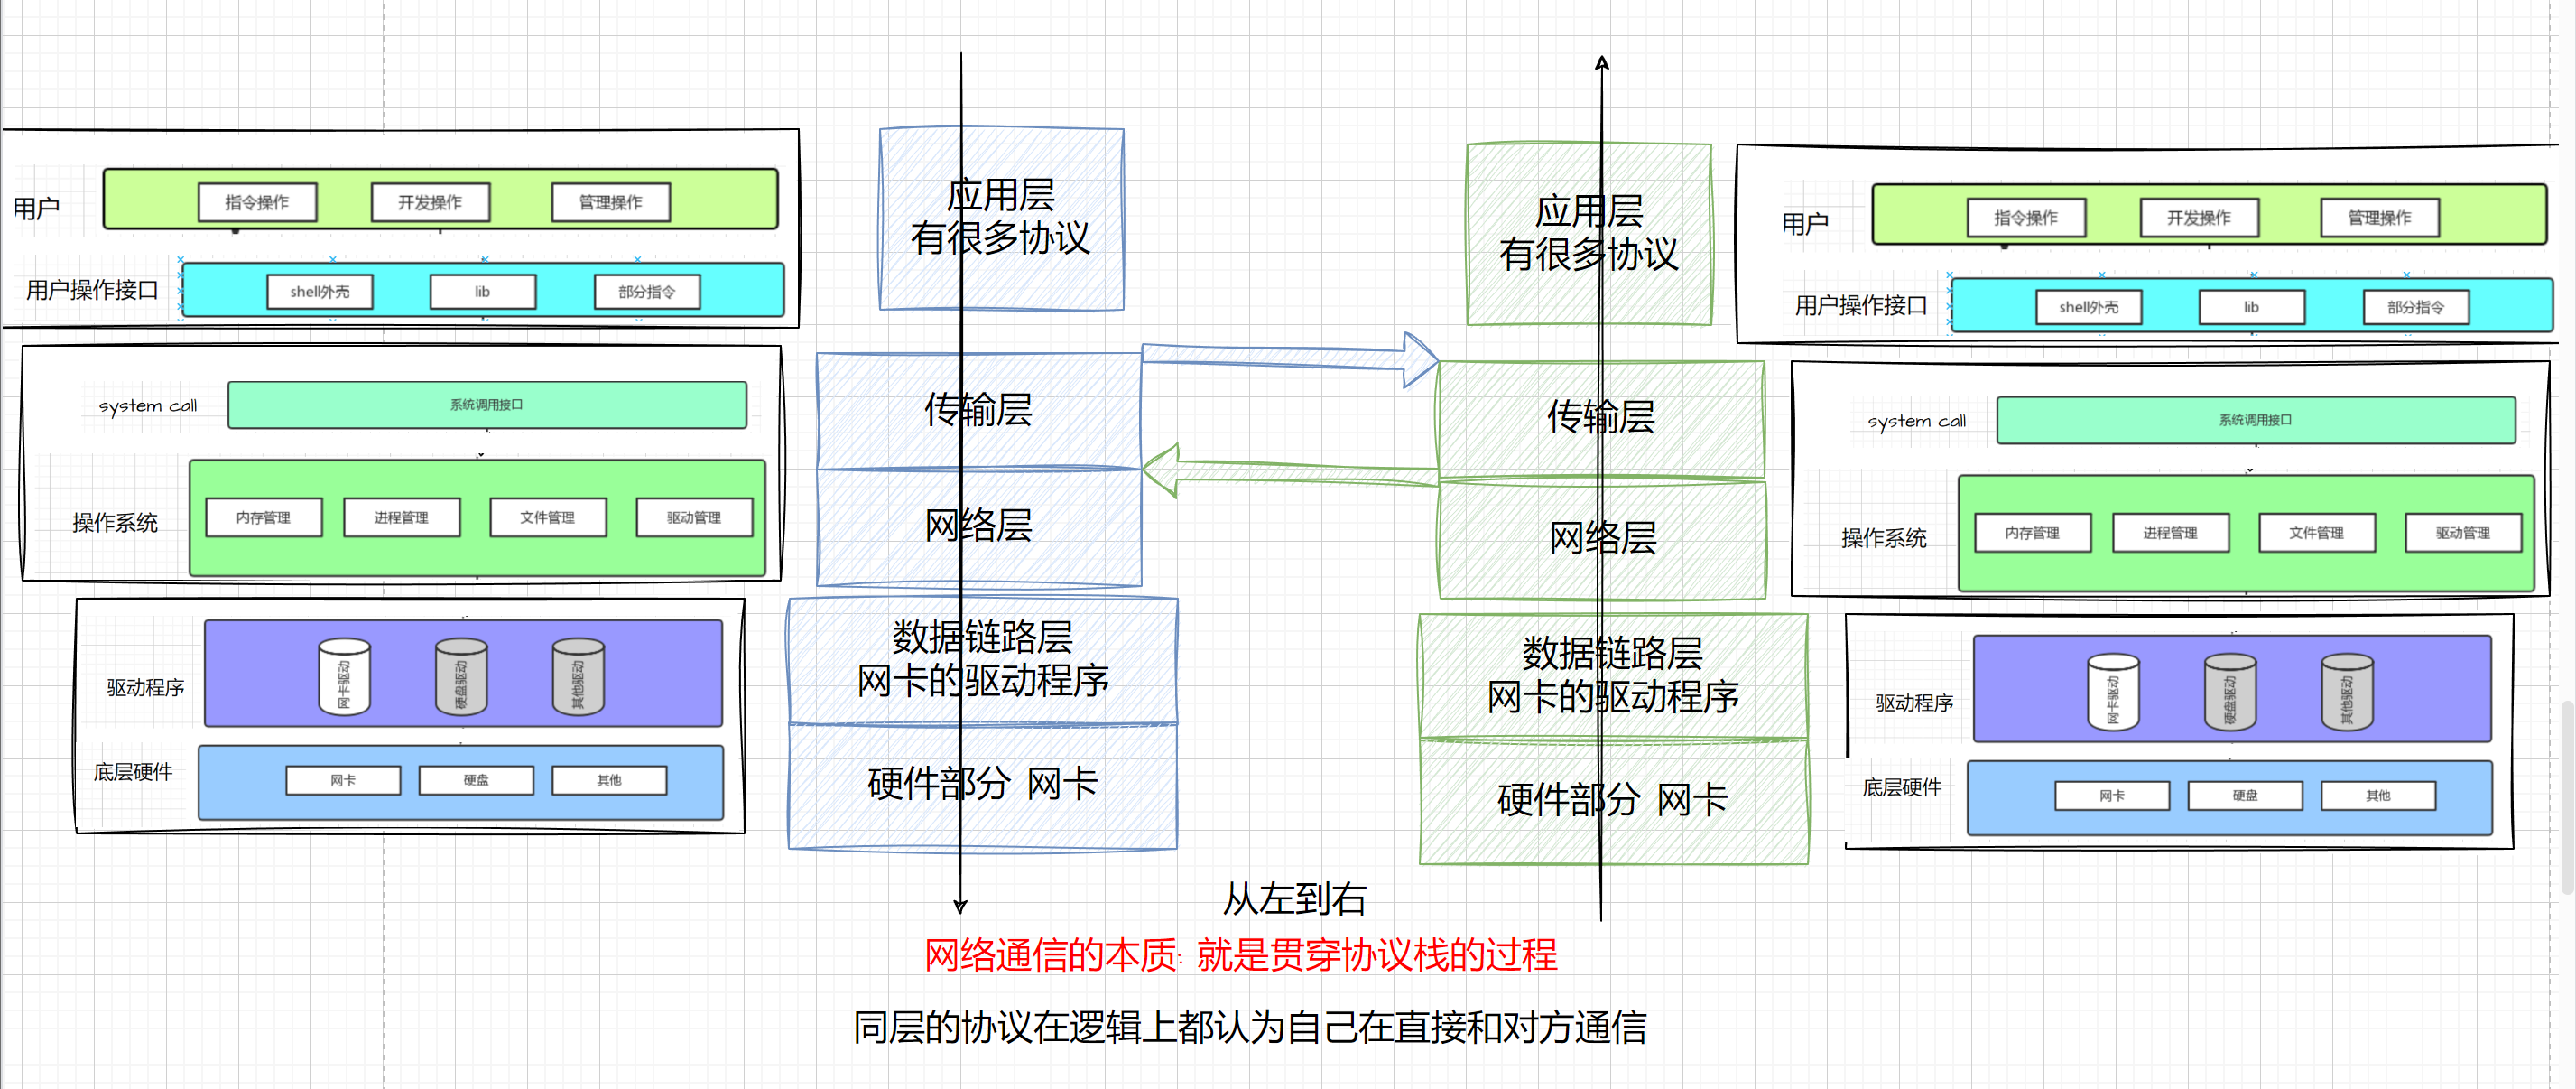 用户
指令操作
开发操作
管理操作
用户操作接口
shell外壳
lib
部分指令
system call
系统调用接口
操作系统
内存管理
进程管理
文件管理
驱动管理
驱动程序
网卡驱动
硬盘驱动
其他驱动
底层硬件
网卡
硬盘
其他
应用层
有很多协议
传输层
网络层
数据链路层
网卡的驱动程序
硬件部分 网卡
应用层
有很多协议
传输层
网络层
数据链路层
网卡的驱动程序
硬件部分 网卡
用户
指令操作
开发操作
管理操作
用户操作接口
shell外壳
lib
部分指令
system call
系统调用接口
操作系统
内存管理
进程管理
文件管理
驱动管理
驱动程序
网卡驱动
硬盘驱动
其他驱动
底层硬件
网卡
硬盘
其他
从左到右
网络通信的本质: 就是贯穿协议栈的过程
同层的协议在逻辑上都认为自己在直接和对方通信